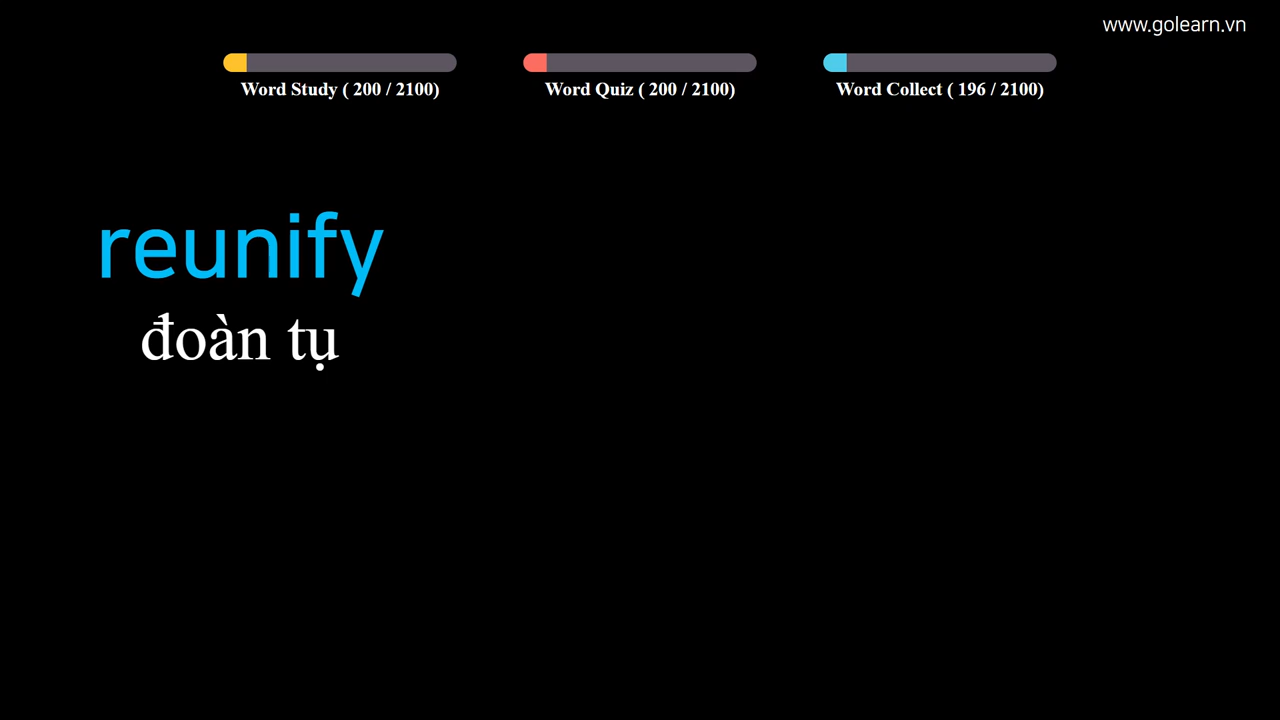 www.golearn.vn
Word Study ( 200 / 2100)
Word Quiz ( 200 / 2100)
Word Collect ( 196 / 2100)
reunify
đoàn tụ